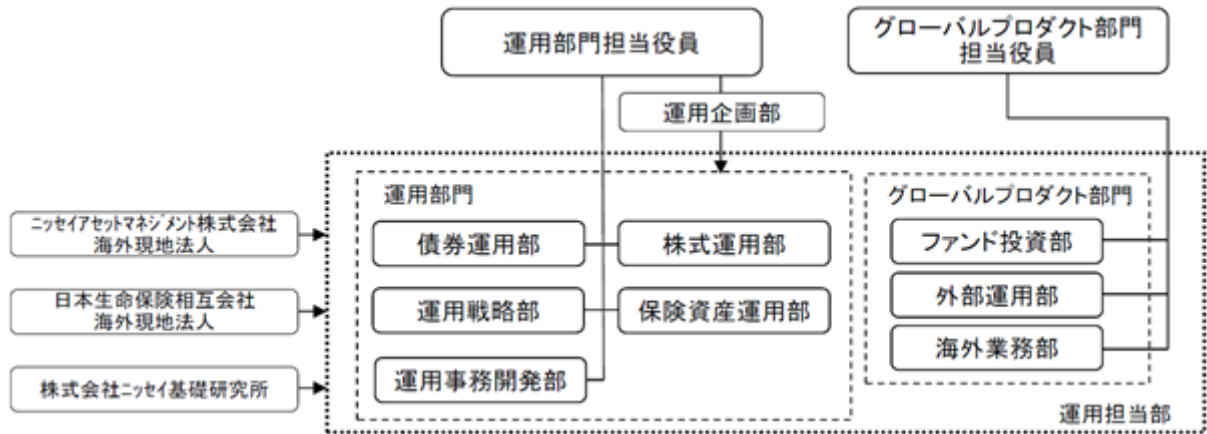 運用部門担当役員
グローバルプロダクト部門
担当役員
運用企画部
運用部門
グローバルプロダクト部門
ニッセイアセットマネジメント株式会社
海外現地法人
債券運用部
株式運用部
ファンド投資部
日本生命保険相互会社
海外現地法人
運用戦略部
保険資産運用部
外部運用部
海外業務部
株式会社ニッセイ基礎研究所
運用事務開発部
運用担当部